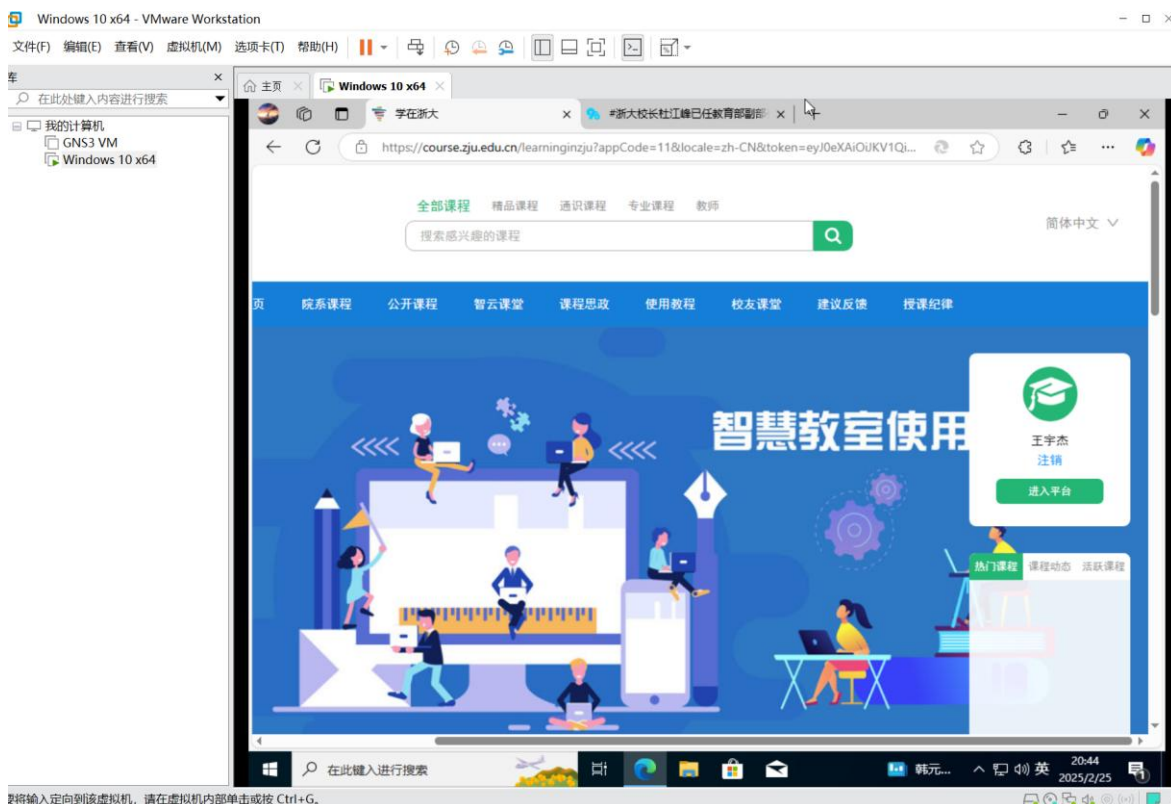 Windows 10 x64 - VMware Workstation
文件(F) 编辑(E) 查看(V) 虚拟机(M) 选项卡(T) 帮助(H)
在此处键入内容进行搜索
我的计算机
GNS3 VM
Windows 10 x64
主页 Windows 10 x64
学在浙大 #浙大校长杜江峰已任教育部副部
https://course.zju.edu.cn/learninginzju?appCode=11&locale=zh-CN&token=eyJ0eXAiOiJKV1Qi...
全部课程 精品课程 通识课程 专业课程 教师
搜索感兴趣的课程
简体中文
页 院系课程 公开课程 智云课堂 课程思政 使用教程 校友课堂 建议反馈 授课纪律
智慧教室使用
王宇杰
注销
进入平台
热门课程 课程动态 活跃课程
在此键入进行搜索
韩元... 英
20:44
2025/2/25
将输入定向到该虚拟机，请在虚拟机内部单击或按 Ctrl+G。